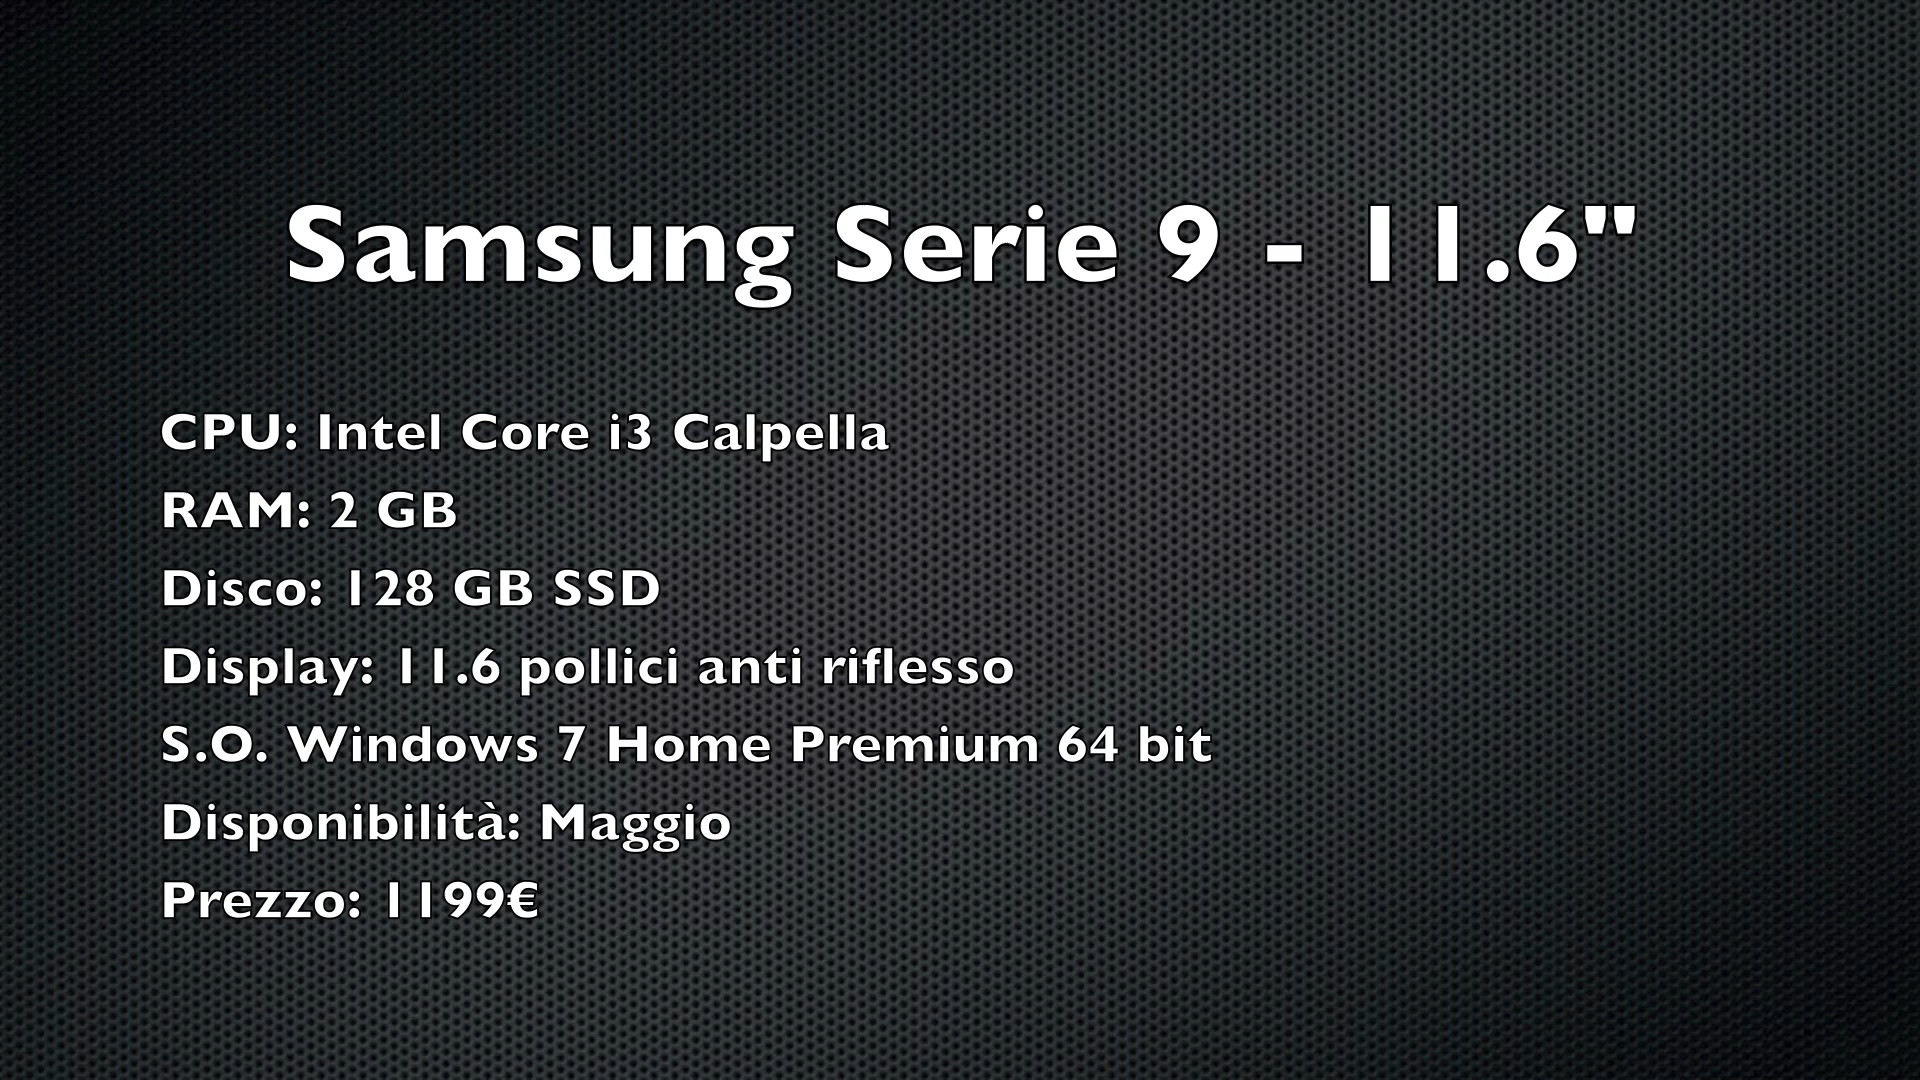 Samsung Serie 9 - 11.6"
CPU: Intel Core i3 Calpella
RAM: 2 GB
Disco: 128 GB SSD
Display: 11.6 pollici anti riflesso
S.O. Windows 7 Home Premium 64 bit
Disponibilità: Maggio
Prezzo: 1199€